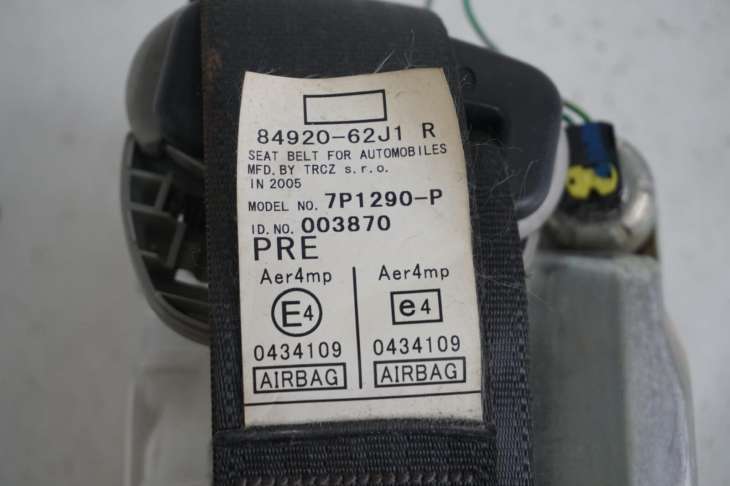 84920-62J1 R
SEAT BELT FOR AUTOMOBILES
MFD. BY TRCZ s.r.o.
IN 2005
MODEL NO. 7P1290-P
ID. NO. 003870
PRE
Aer4mp Aer4mp
E4 e4
0434109 0434109
AIRBAG AIRBAG